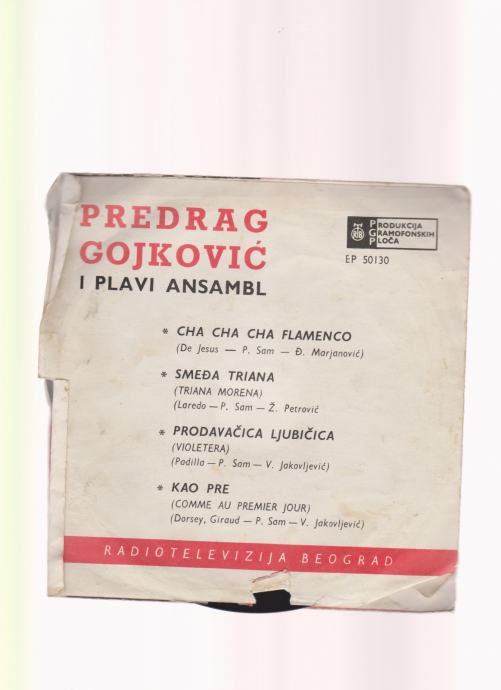 PREDRAG
GOJKOVIĆ
I PLAVI ANSAMBL
PGP RTB
PRODUKCIJA
GRAMOFONSKIH
PLOČA
EP 50130
* CHA CHA CHA FLAMENCO
(De Jesus — P. Sam — Đ. Marjanović)
* SMEĐA TRIANA
(TRIANA MORENA)
(Laredo — P. Sam — Ž. Petrović
* PRODAVAČICA LJUBIČICA
(VIOLETERA)
(Padilla — P. Sam — V. Jakovljević)
* KAO PRE
(COMME AU PREMIER JOUR)
(Dorsey, Giraud — P. Sam — V. Jakovljević)
RADIOTELEVIZIJA BEOGRAD